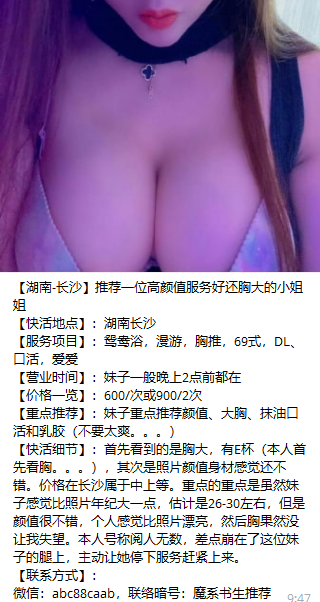 【湖南-长沙】推荐一位高颜值服务好还胸大的小姐
姐
【快活地点】：湖南长沙
【服务项目】：鸳鸯浴，漫游，胸推，69式，DL、
口活，爱爱
【营业时间】：妹子一般晚上2点前都在
【价格一览】：600/次或900/2次
【重点推荐】：妹子重点推荐颜值、大胸、抹油口
活和乳胶（不要太爽。。。）
【快活细节】：首先看到的是胸大，有E杯（本人首
先看胸。。。），其次是照片颜值身材感觉还不
错。价格在长沙属于中上等。重点的重点是虽然妹
子感觉比照片年纪大一点，估计是26-30左右，但是
颜值很不错，个人感觉比照片漂亮，然后胸果然没
让我失望。本人号称阅人无数，差点崩在了这位妹
子的腿上，主动让她停下服务赶紧上来。
【联系方式】：
微信：abc88caab，联络暗号：魔系书生推荐
9:47